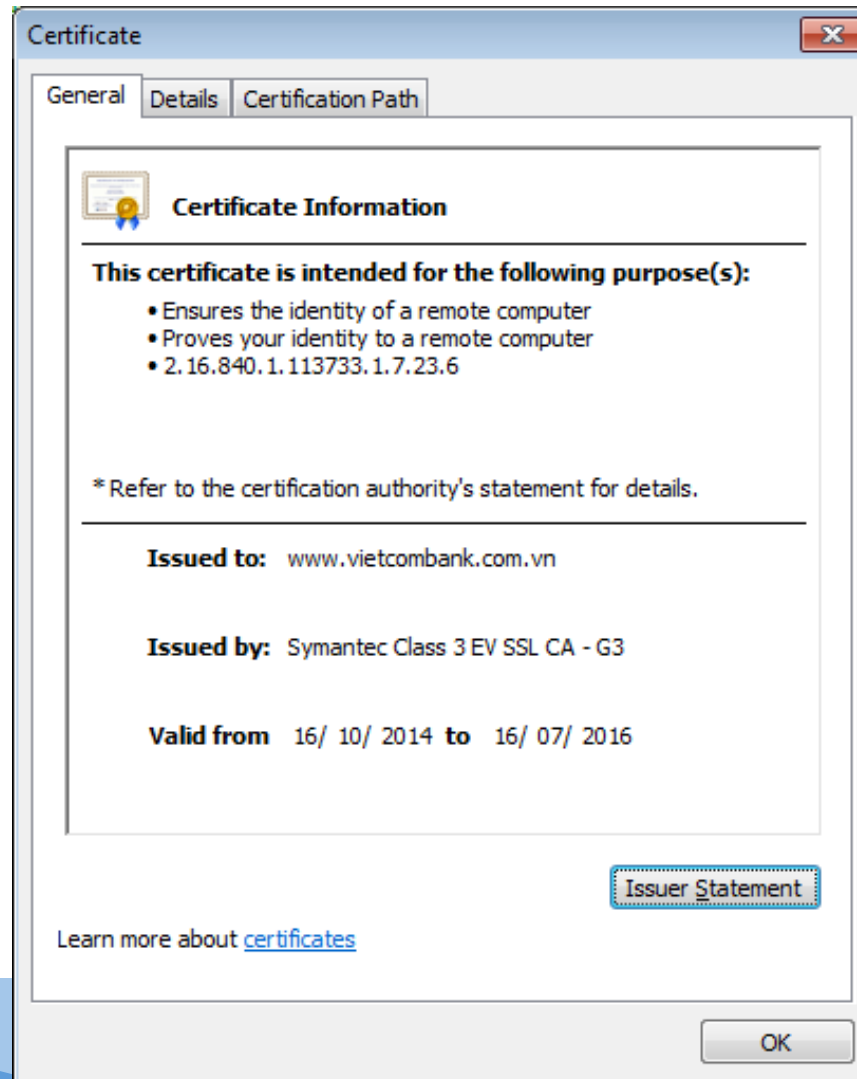 Certificate
General Details Certification Path
Certificate Information
This certificate is intended for the following purpose(s):
• Ensures the identity of a remote computer
• Proves your identity to a remote computer
• 2.16.840.1.113733.1.7.23.6
* Refer to the certification authority's statement for details.
Issued to: www.vietcombank.com.vn
Issued by: Symantec Class 3 EV SSL CA - G3
Valid from 16/ 10/ 2014 to 16/ 07/ 2016
Issuer Statement
Learn more about certificates
OK